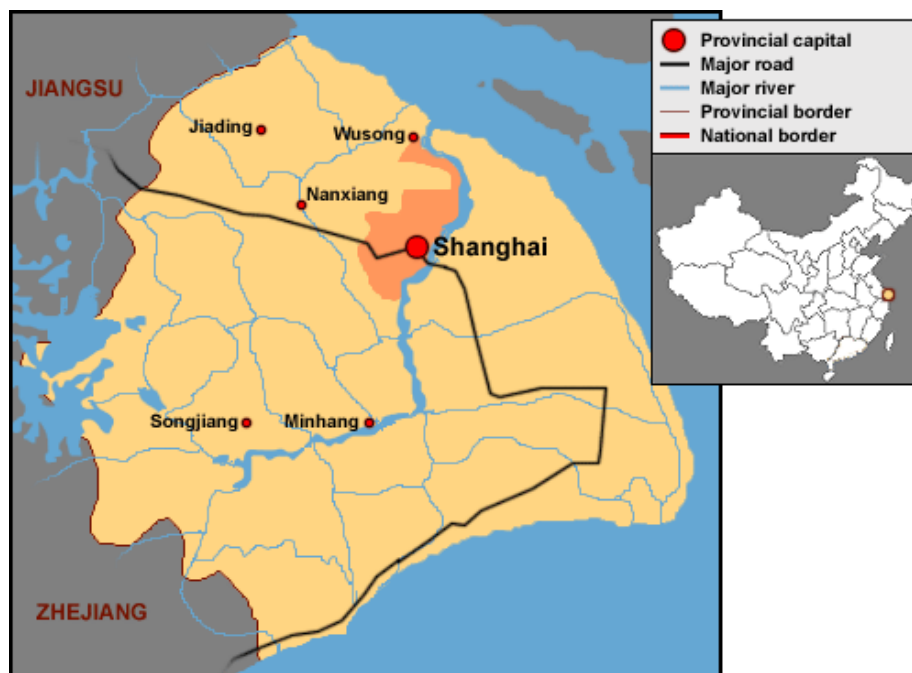 JIANGSU
Jiading
Wusong
Nanxiang
Shanghai
Songjiang
Minhang
ZHEJIANG
Provincial capital
Major road
Major river
Provincial border
National border